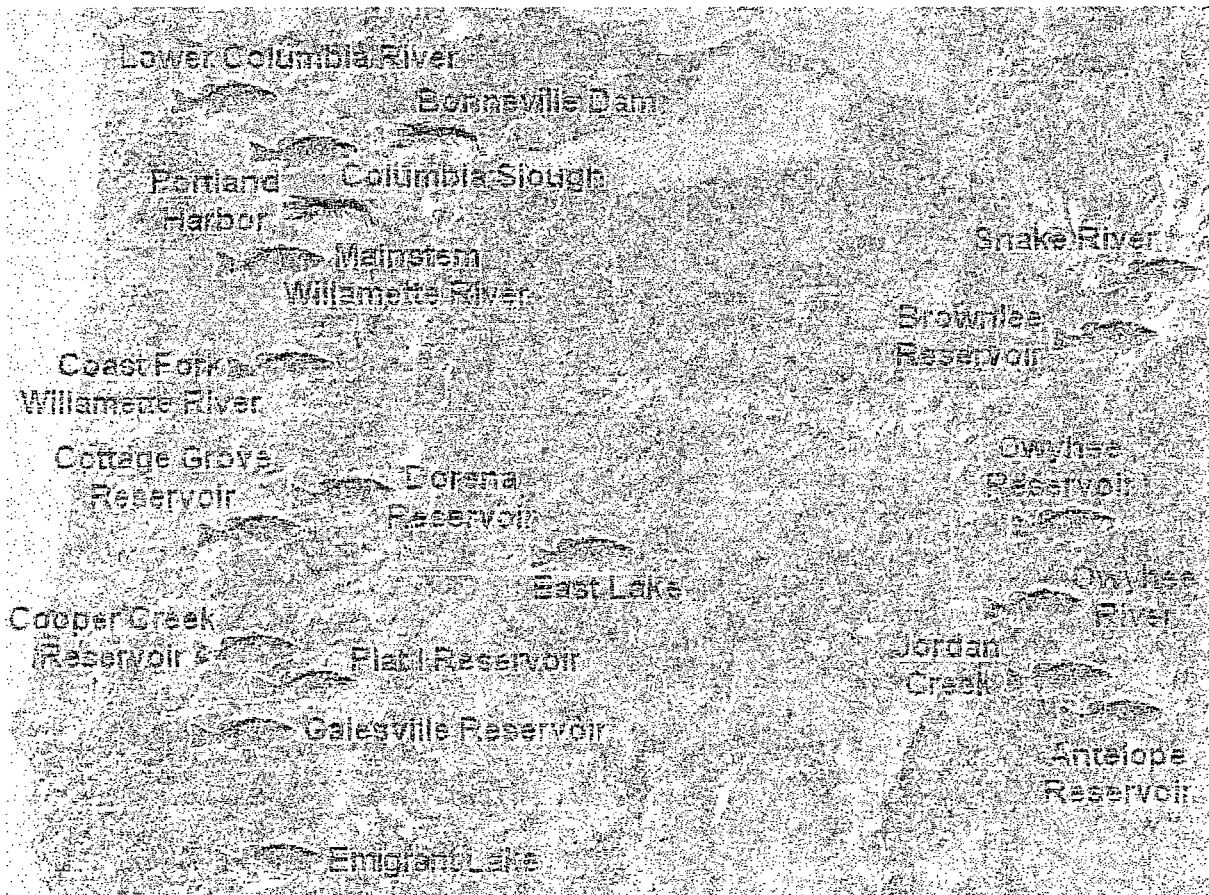 Lower Columbia River
Bonneville Dam
Columbia Slough
Portland
Harbor
Mainstem
Willamette River
Snake River
Brownlee
Reservoir
Coast Fork
Willamette River
Cottage Grove
Reservoir
Dorena
Reservoir
Owyhee
Reservoir
East Lake
Owyhee
River
Cooper Creek
Reservoir
Plat I Reservoir
Jordan
Creek
Galesville Reservoir
Antelope
Reservoir
Emigrant Lake